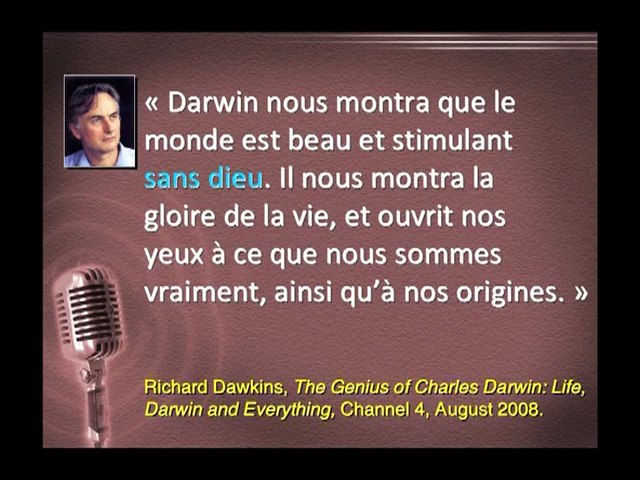 « Darwin nous montra que le
monde est beau et stimulant
sans dieu. Il nous montra la
gloire de la vie, et ouvrit nos
yeux à ce que nous sommes
vraiment, ainsi qu’à nos origines. »
Richard Dawkins, The Genius of Charles Darwin: Life,
Darwin and Everything, Channel 4, August 2008.